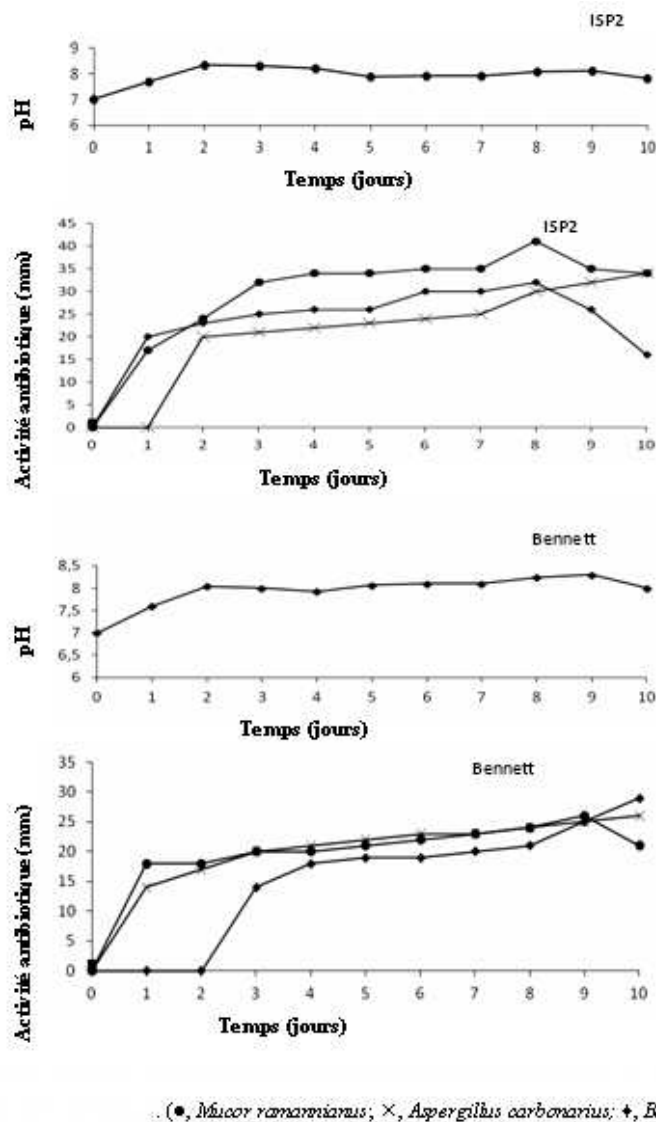 ISP2
9
8
7
6
pH
0 1 2 3 4 5 6 7 8 9 10
Temps (jours)
ISP2
45
40
35
30
25
20
15
10
5
0
Activité antibiotique (mm)
0 1 2 3 4 5 6 7 8 9 10
Temps (jours)
Bennett
8,5
8
7,5
7
6,5
6
pH
0 1 2 3 4 5 6 7 8 9 10
Temps (jours)
Bennett
35
30
25
20
15
10
5
0
Activité antibiotique (mm)
0 1 2 3 4 5 6 7 8 9 10
Temps (jours)
. (●, Mucor ramannianus; ×, Aspergillus carbonarius; ♦, B